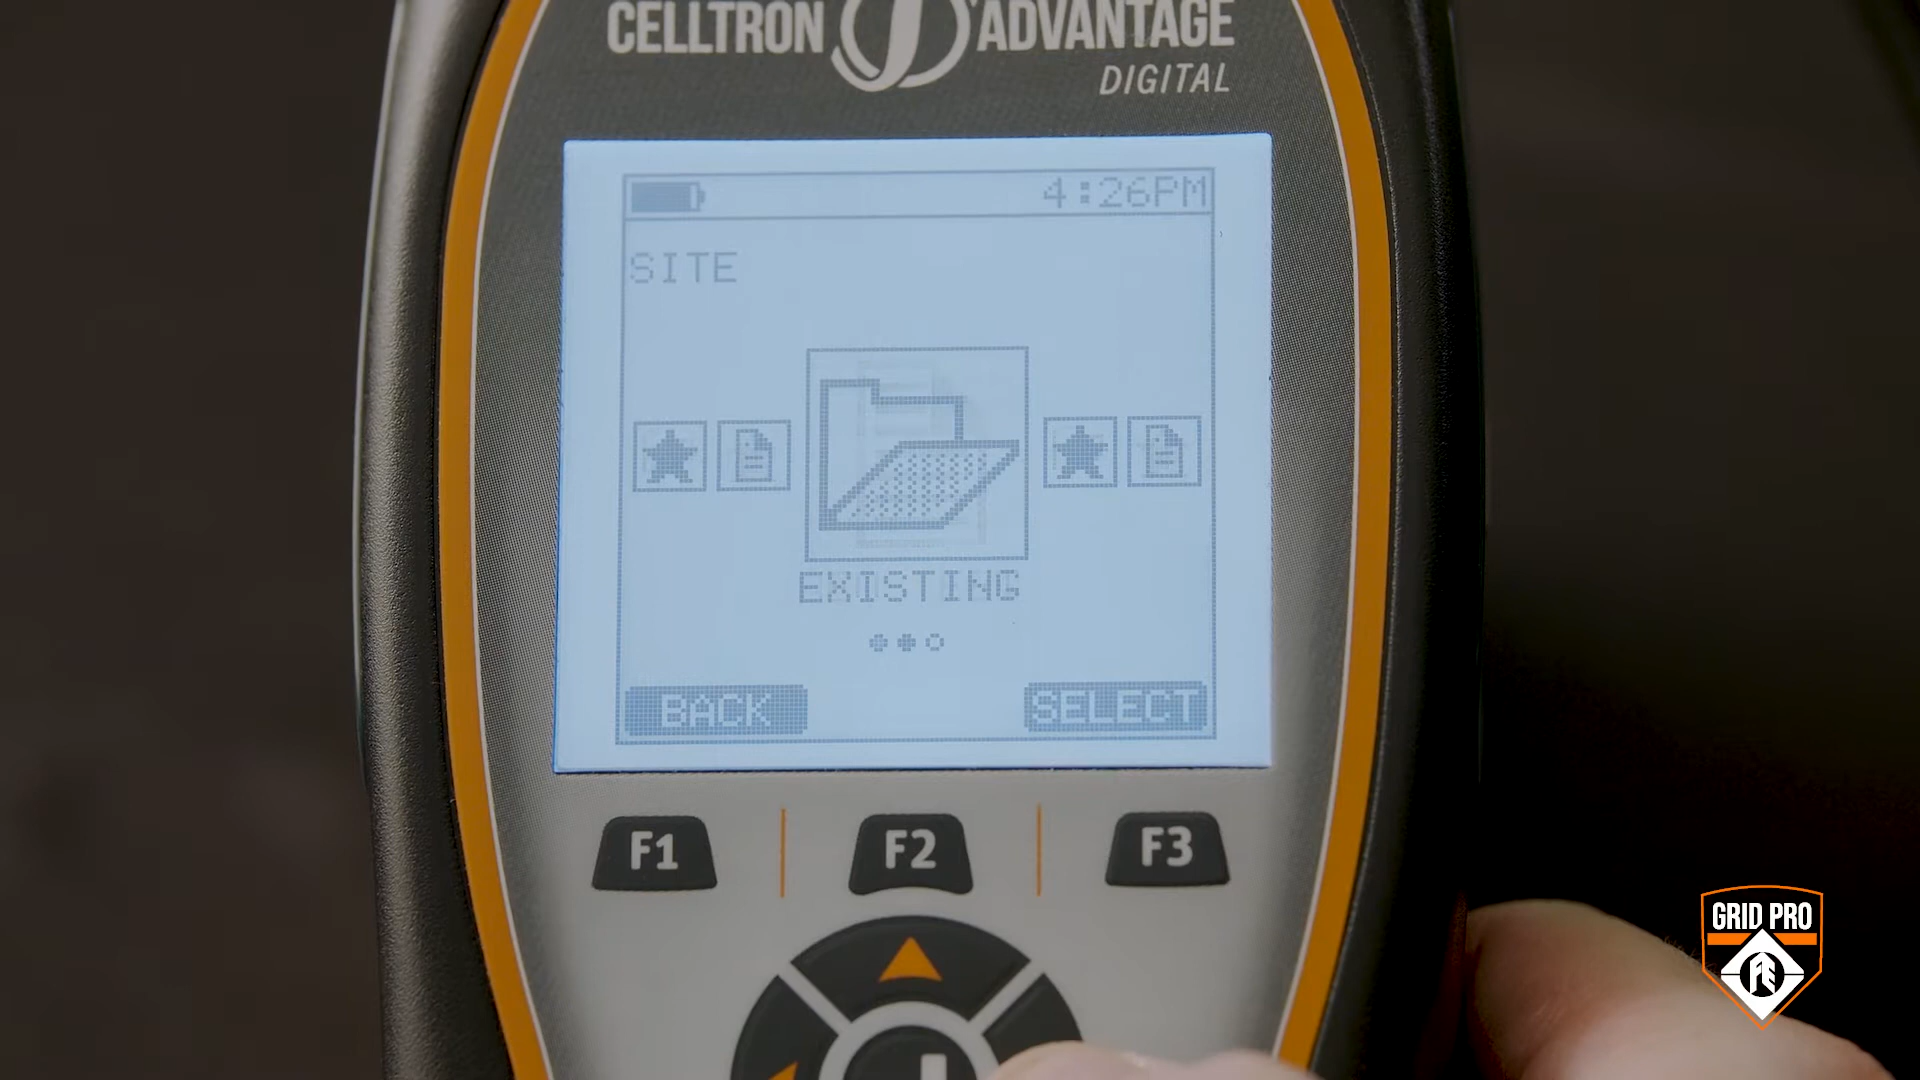 CELLTRON ADVANTAGE
DIGITAL
4:26PM
SITE
EXISTING
BACK SELECT
F1 F2 F3
GRID PRO